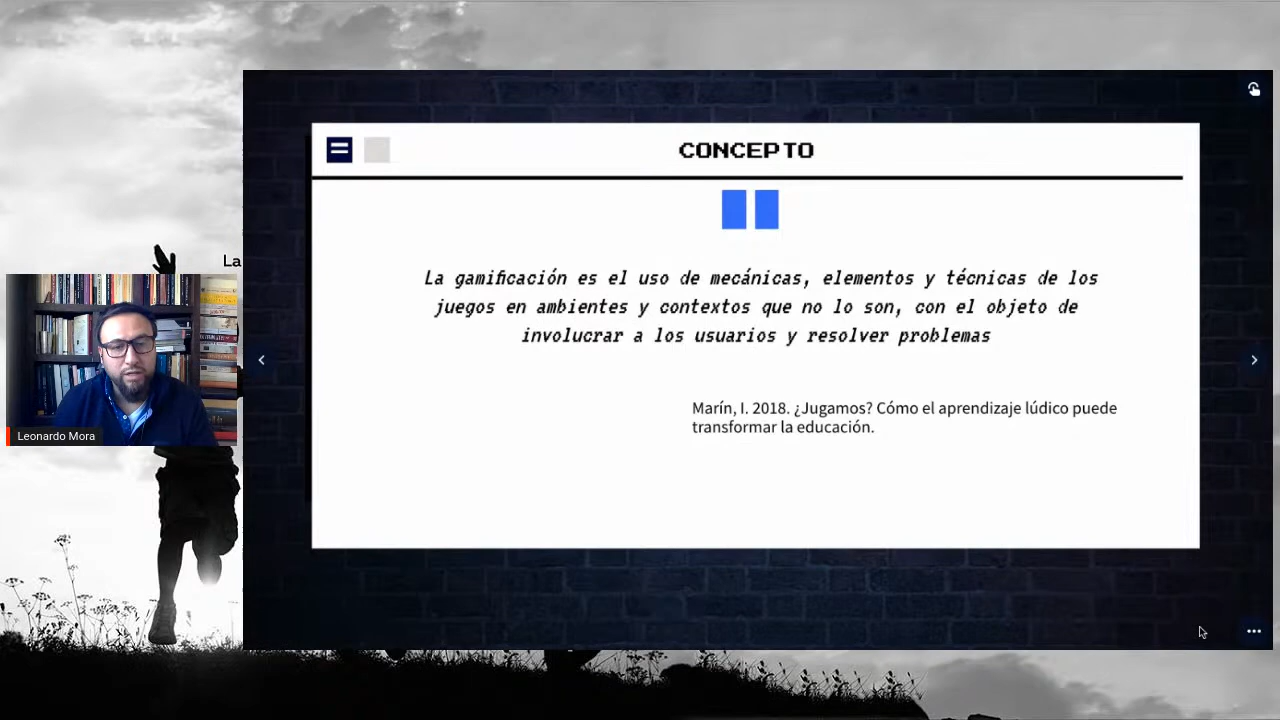 CONCEPTO
La gamificación es el uso de mecánicas, elementos y técnicas de los
juegos en ambientes y contextos que no lo son, con el objeto de
involucrar a los usuarios y resolver problemas
Marín, I. 2018. ¿Jugamos? Cómo el aprendizaje lúdico puede
transformar la educación.
La
Leonardo Mora